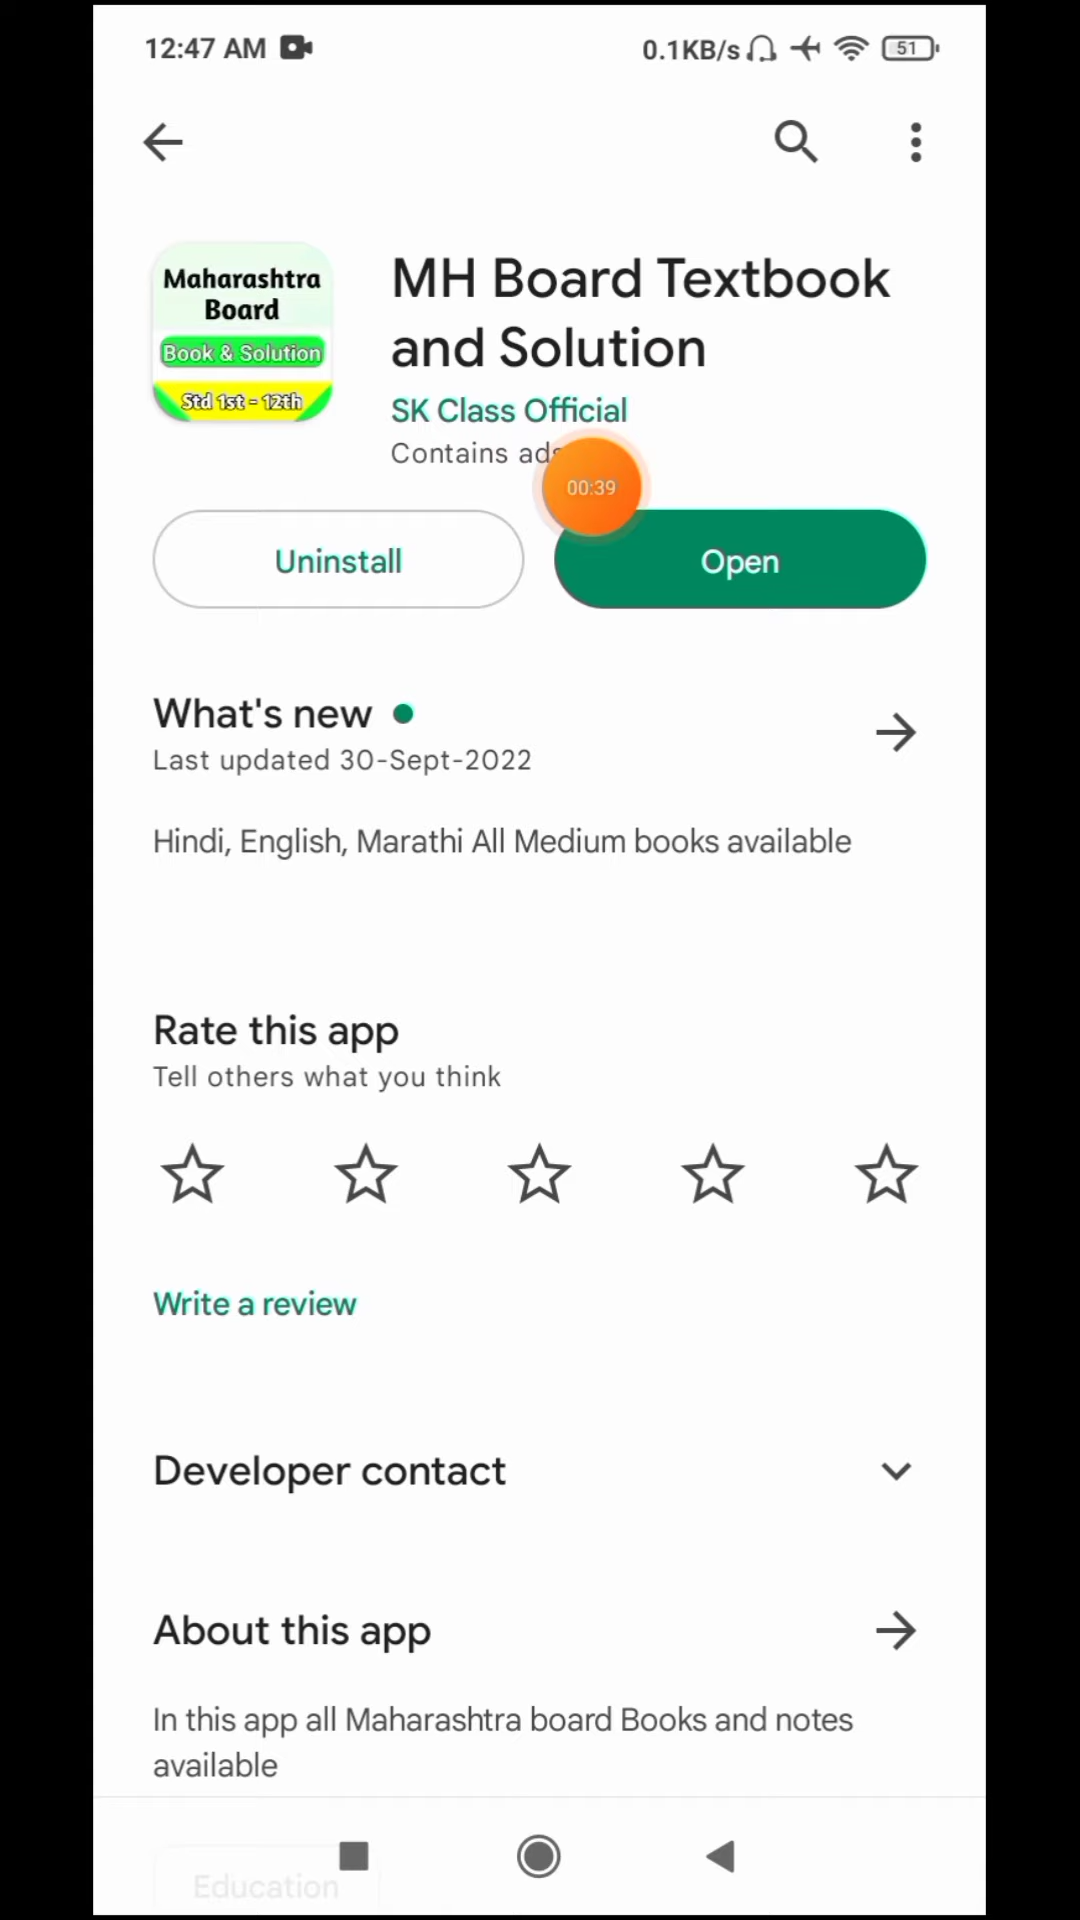 12:47 AM
0.1KB/s
51
Maharashtra
Board
Book & Solution
Std 1st - 12th
MH Board Textbook
and Solution
SK Class Official
Contains ads
00:39
Uninstall
Open
What's new
Last updated 30-Sept-2022
Hindi, English, Marathi All Medium books available
Rate this app
Tell others what you think
Write a review
Developer contact
About this app
In this app all Maharashtra board Books and notes
available
Education